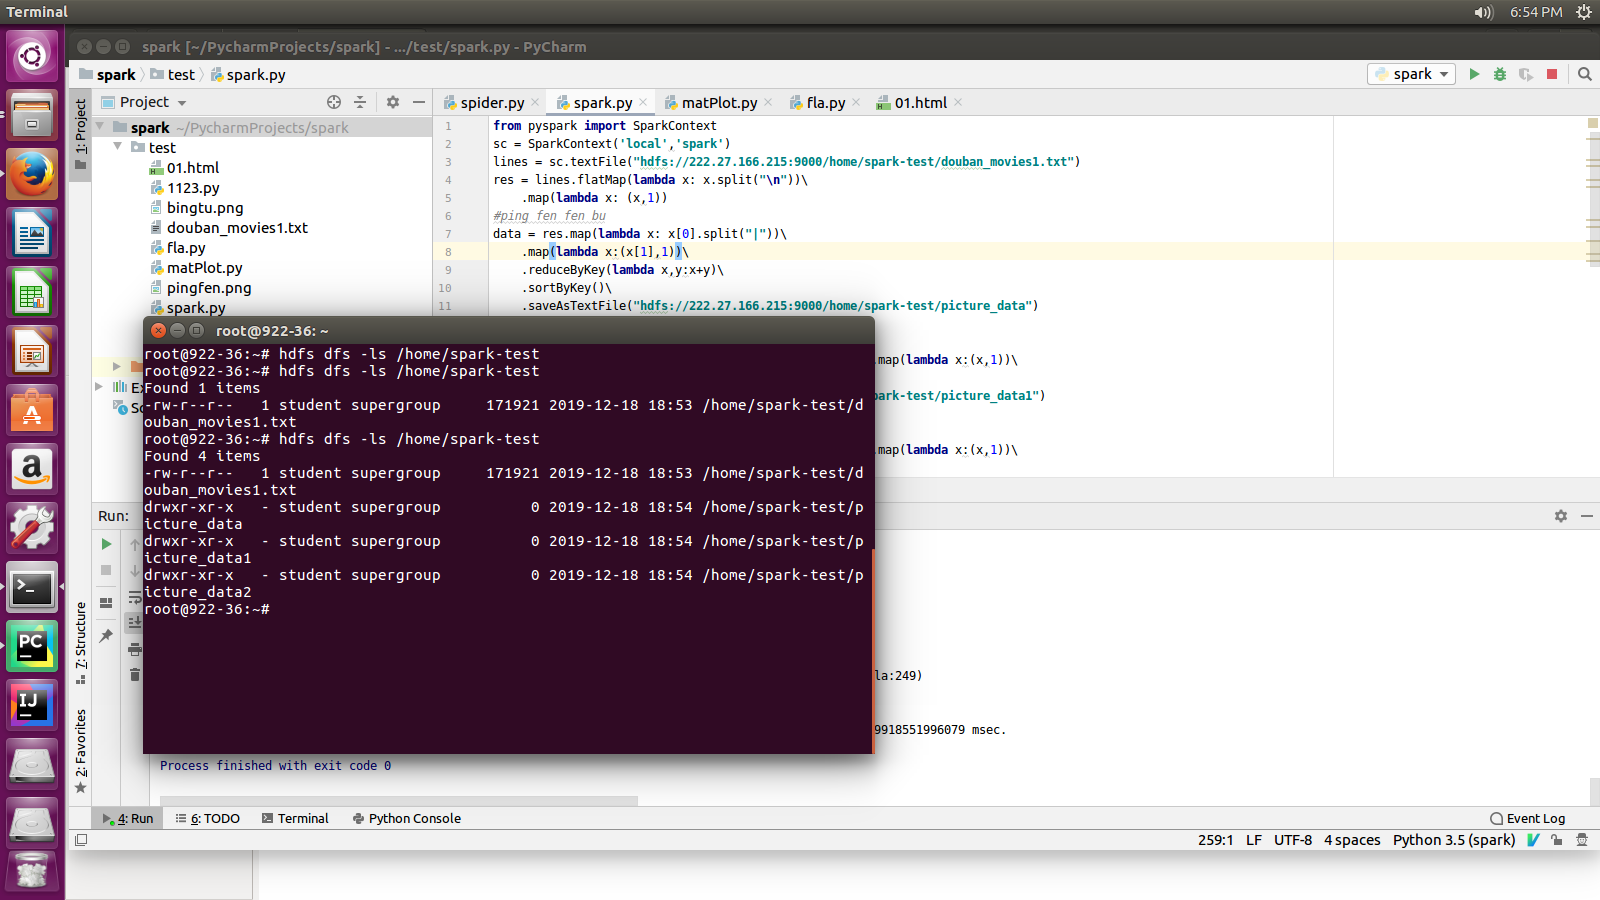 Terminal
6:54 PM
spark [~/PycharmProjects/spark] - .../test/spark.py - PyCharm
spark
test
spark.py
spark
Project
spider.py
spark.py
matPlot.py
fla.py
01.html
1: Project
spark ~/PycharmProjects/spark
test
01.html
1123.py
bingtu.png
douban_movies1.txt
fla.py
matPlot.py
pingfen.png
spark.py
Ex
Sc
1 from pyspark import SparkContext
2 sc = SparkContext('local','spark')
3 lines = sc.textFile("hdfs://222.27.166.215:9000/home/spark-test/douban_movies1.txt")
4 res = lines.flatMap(lambda x: x.split("\n"))\
5 .map(lambda x: (x,1))
6 #ping fen fen bu
7 data = res.map(lambda x: x[0].split("|"))\
8 .map(lambda x:(x[1],1))\
9 .reduceByKey(lambda x,y:x+y)\
10 .sortByKey()\
11 .saveAsTextFile("hdfs://222.27.166.215:9000/home/spark-test/picture_data")
.map(lambda x:(x,1))\
park-test/picture_data1")
.map(lambda x:(x,1))\
root@922-36: ~
root@922-36:~# hdfs dfs -ls /home/spark-test
root@922-36:~# hdfs dfs -ls /home/spark-test
Found 1 items
-rw-r--r--   1 student supergroup     171921 2019-12-18 18:53 /home/spark-test/d
ouban_movies1.txt
root@922-36:~# hdfs dfs -ls /home/spark-test
Found 4 items
-rw-r--r--   1 student supergroup     171921 2019-12-18 18:53 /home/spark-test/d
ouban_movies1.txt
drwxr-xr-x   - student supergroup          0 2019-12-18 18:54 /home/spark-test/p
icture_data
drwxr-xr-x   - student supergroup          0 2019-12-18 18:54 /home/spark-test/p
icture_data1
drwxr-xr-x   - student supergroup          0 2019-12-18 18:54 /home/spark-test/p
icture_data2
root@922-36:~#
Run:
7: Structure
2: Favorites
PC
IJ
la:249)
9918551996079 msec.
Process finished with exit code 0
4: Run
6: TODO
Terminal
Python Console
Event Log
259:1
LF
UTF-8
4 spaces
Python 3.5 (spark)